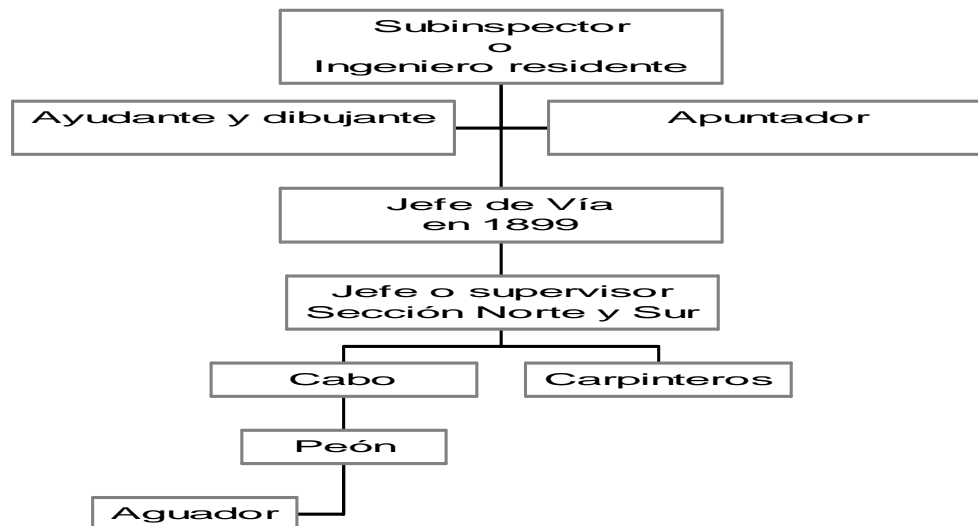 Subinspector
o
Ingeniero residente
Ayudante y dibujante
Apuntador
Jefe de Vía
en 1899
Jefe o supervisor
Sección Norte y Sur
Cabo
Carpinteros
Peón
Aguador